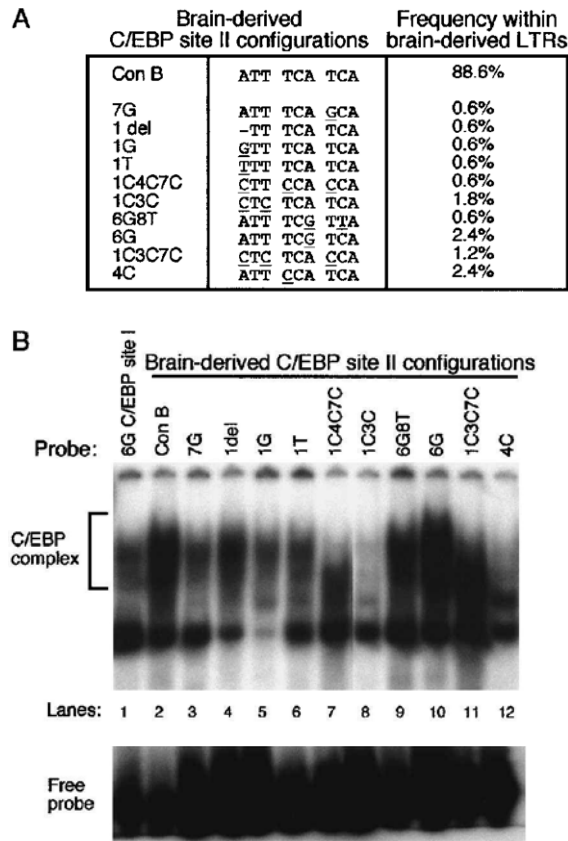 A
Brain-derived C/EBP site II configurations
Frequency within brain-derived LTRs
Con B ATT TCA TCA 88.6%
7G ATT TCA GCA 0.6%
1 del -TT TCA TCA 0.6%
1G GTT TCA TCA 0.6%
1T TTT TCA TCA 0.6%
1C4C7C CTT CCA CCA 0.6%
1C3C CTC TCA TCA 1.8%
6G8T ATT TCG TTA 0.6%
6G ATT TCG TCA 2.4%
1C3C7C CTC TCA CCA 1.2%
4C ATT CCA TCA 2.4%
B
Brain-derived C/EBP site II configurations
Probe: 6G C/EBP site I Con B 7G 1del 1G 1T 1C4C7C 1C3C 6G8T 6G 1C3C7C 4C
C/EBP
complex
Lanes: 1 2 3 4 5 6 7 8 9 10 11 12
Free
probe